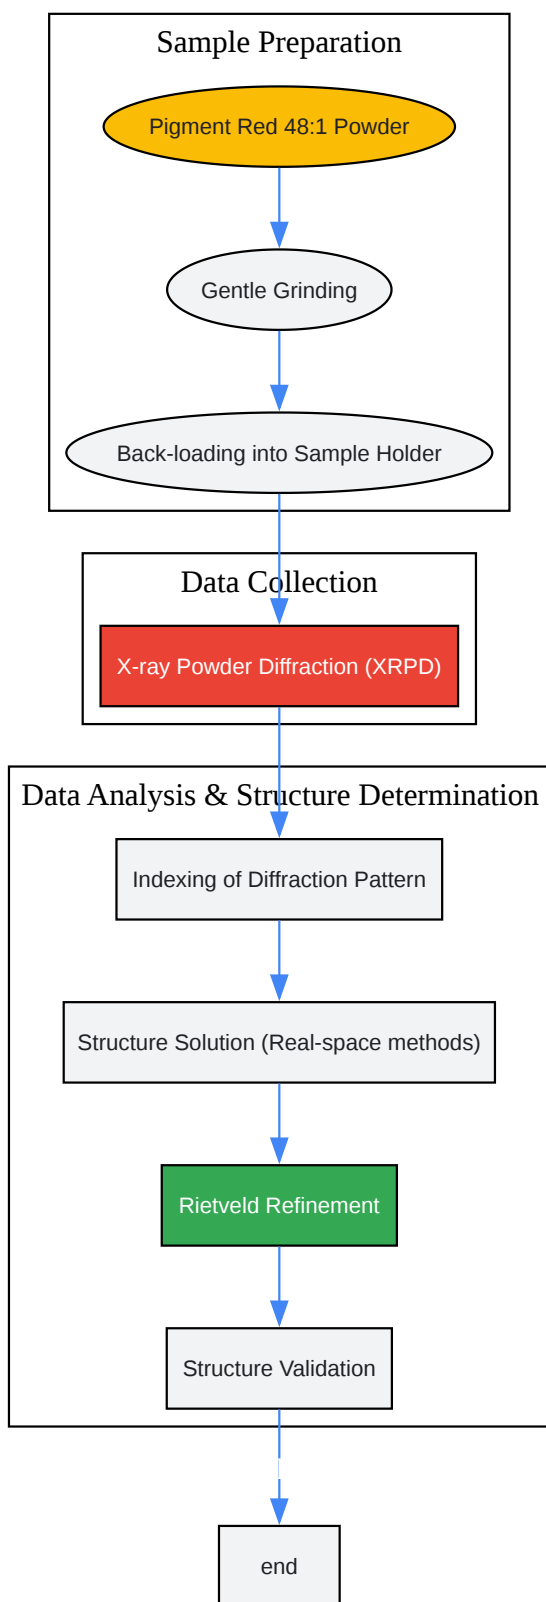 Sample Preparation
Pigment Red 48:1 Powder
Gentle Grinding
Back-loading into Sample Holder
Data Collection
X-ray Powder Diffraction (XRPD)
Data Analysis & Structure Determination
Indexing of Diffraction Pattern
Structure Solution (Real-space methods)
Rietveld Refinement
Structure Validation
end